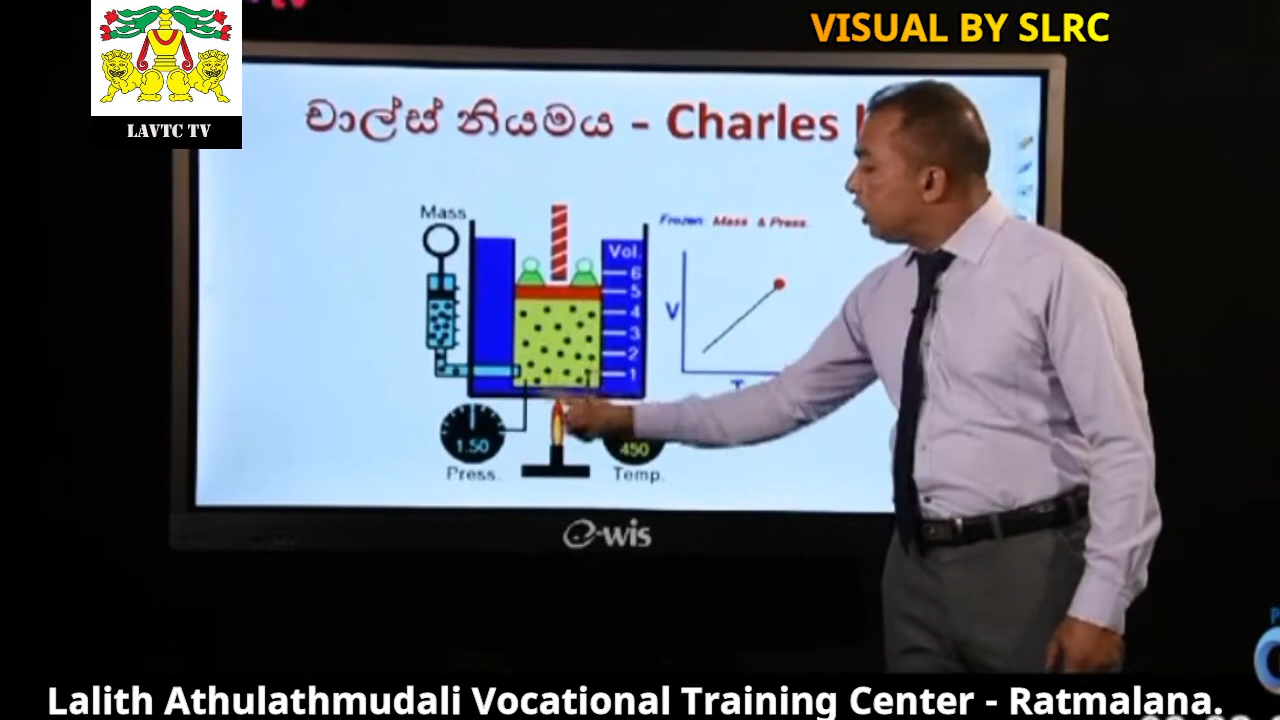 VISUAL BY SLRC
LAVTC TV
චාල්ස් නියමය - Charles
Mass
Frozen: Mass & Press.
Vol.
6
5
4
3
2
1
V
T
1.50
450
Press.
Temp.
e-wis
Lalith Athulathmudali Vocational Training Center - Ratmalana.